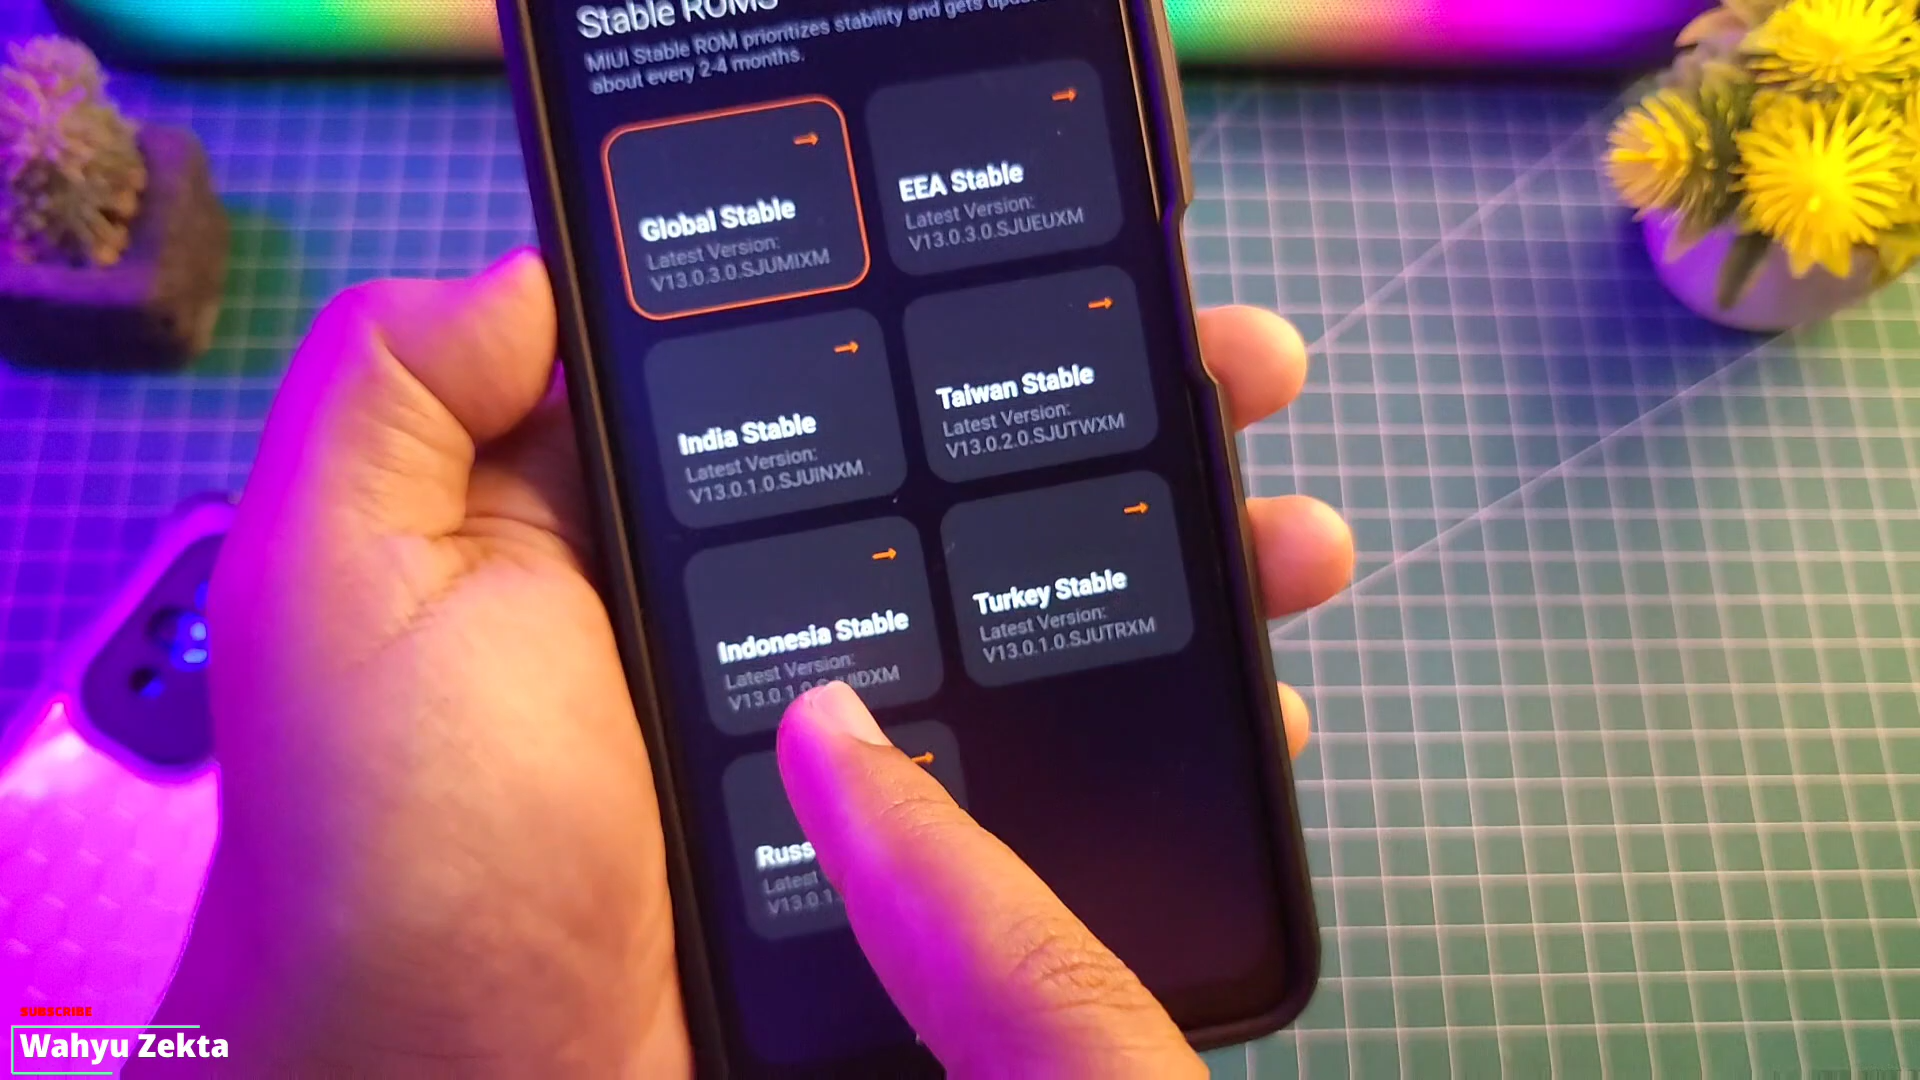 Stable ROMS
MIUI Stable ROM prioritizes stability and gets
about every 2-4 months.
Global Stable
Latest Version:
V13.0.3.0.SJUMIXM
EEA Stable
Latest Version:
V13.0.3.0.SJUEUXM
India Stable
Latest Version:
V13.0.1.0.SJUINXM
Taiwan Stable
Latest Version:
V13.0.2.0.SJUTWXM
Indonesia Stable
Latest Version:
Turkey Stable
Latest Version:
V13.0.1.0.SJUTRXM
Latest
SUBSCRIBE
Wahyu Zekta